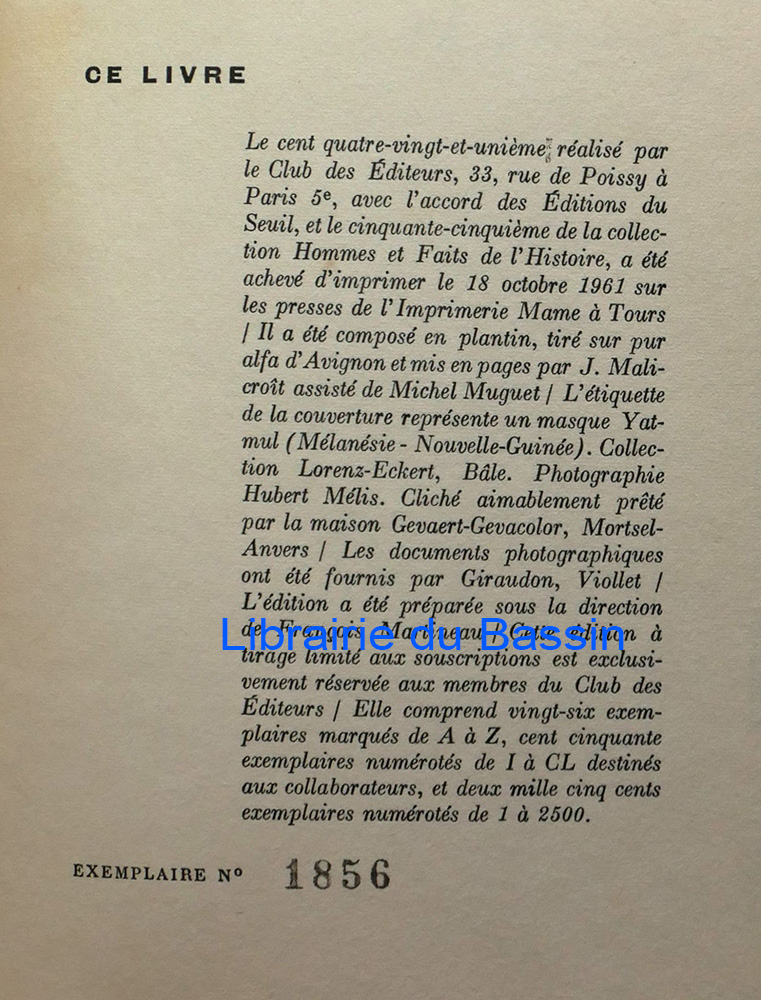 CE LIVRE
Le cent quatre-vingt-et-unième, réalisé par
le Club des Éditeurs, 33, rue de Poissy à
Paris 5e, avec l'accord des Éditions du
Seuil, et le cinquante-cinquième de la collec-
tion Hommes et Faits de l'Histoire, a été
achevé d'imprimer le 18 octobre 1961 sur
les presses de l'Imprimerie Mame à Tours
/ Il a été composé en plantin, tiré sur pur
alfa d'Avignon et mis en pages par J. Mali-
croît assisté de Michel Muguet / L'étiquette
de la couverture représente un masque Yat-
mul (Mélanésie - Nouvelle-Guinée). Collec-
tion Lorenz-Eckert, Bâle. Photographie
Hubert Mélis. Cliché aimablement prêté
par la maison Gevaert-Gevacolor, Mortsel-
Anvers / Les documents photographiques
ont été fournis par Giraudon, Viollet /
L'édition a été préparée sous la direction
de François Martineau / Cette édition à
tirage limité aux souscriptions est exclusi-
vement réservée aux membres du Club des
Éditeurs / Elle comprend vingt-six exem-
plaires marqués de A à Z, cent cinquante
exemplaires numérotés de I à CL destinés
aux collaborateurs, et deux mille cinq cents
exemplaires numérotés de 1 à 2500.
EXEMPLAIRE No 1856
Librairie du Bassin